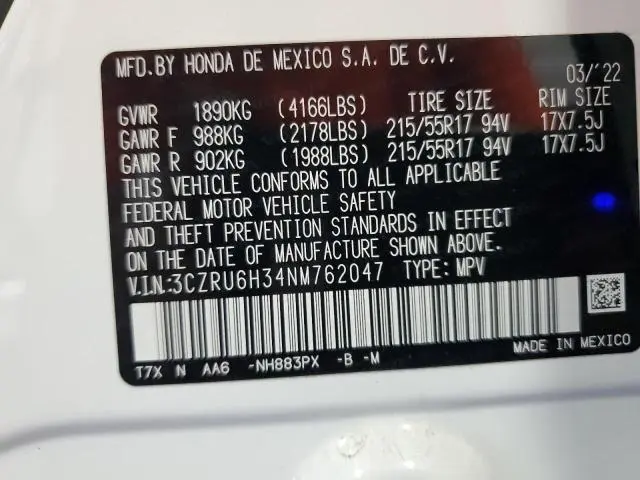 MFD.BY HONDA DE MEXICO S.A. DE C.V.
03/'22
GVWR 1890KG (4166LBS) TIRE SIZE RIM SIZE
GAWR F 988KG (2178LBS) 215/55R17 94V 17X7.5J
GAWR R 902KG (1988LBS) 215/55R17 94V 17X7.5J
THIS VEHICLE CONFORMS TO ALL APPLICABLE
FEDERAL MOTOR VEHICLE SAFETY
AND THEFT PREVENTION STANDARDS IN EFFECT
ON THE DATE OF MANUFACTURE SHOWN ABOVE.
V.I.N.:3CZRU6H34NM762047 TYPE: MPV
T7X N AA6 -NH883PX -B -M
MADE IN MEXICO